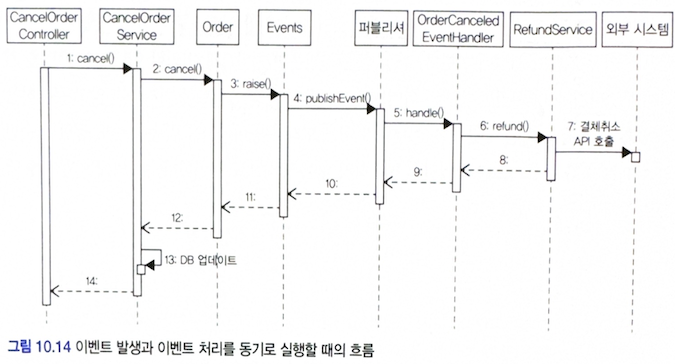 CancelOrder
Controller
CancelOrder
Service
Order
Events
퍼블리셔
OrderCanceled
EventHandler
RefundService
외부 시스템
1: cancel()
2: cancel()
3: raise()
4: publishEvent()
5: handle()
6: refund()
7: 결체취소
API 호출
8:
9:
10:
11:
12:
13: DB 업데이트
14:
그림 10.14 이벤트 발생과 이벤트 처리를 동기로 실행할 때의 흐름